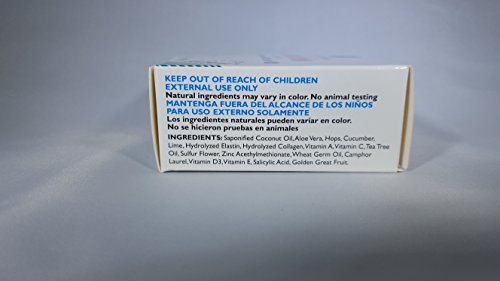 KEEP OUT OF REACH OF CHILDREN
EXTERNAL USE ONLY
Natural ingredients may vary in color. No animal testing
MANTENGA FUERA DEL ALCANCE DE LOS NIÑOS
PARA USO EXTERNO SOLAMENTE
Los ingredientes naturales pueden variar en color.
No se hicieron pruebas en animales
INGREDIENTS: Saponified Coconut Oil, Aloe Vera, Hops, Cucumber,
Lime, Hydrolyzed Elastin, Hydrolyzed Collagen, Vitamin A, Vitamin C, Tea Tree
Oil, Sulfur Flower, Zinc Acethylmethionate, Wheat Germ Oil, Camphor
Laurel, Vitamin D3, Vitamin E, Salicylic Acid, Golden Great Fruit.